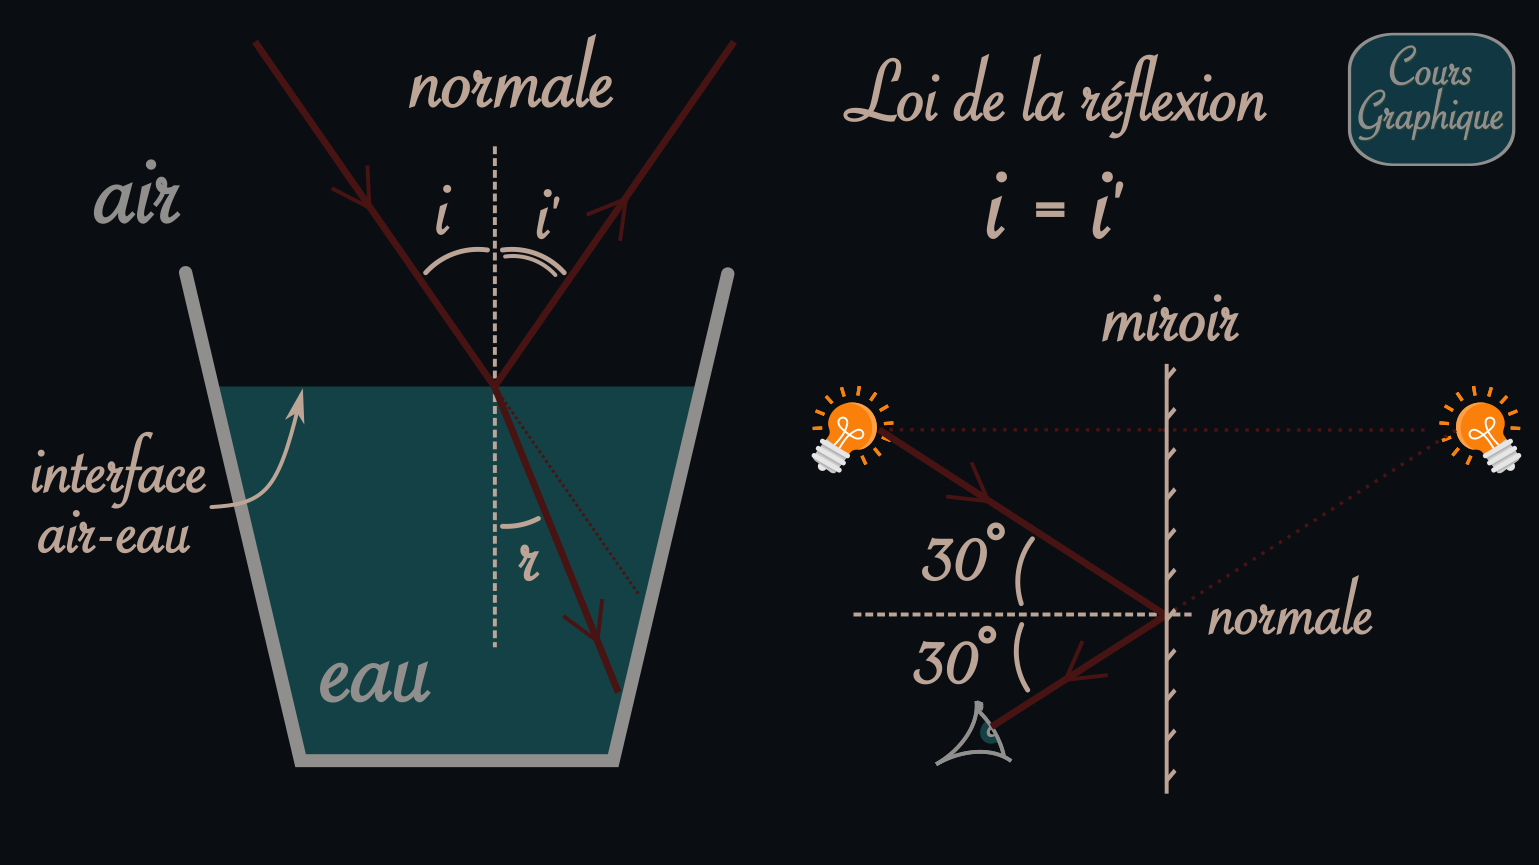 normale
Loi de la réflexion
Cours
Graphique
air
i
i'
i = i'
miroir
interface
air-eau
30°
r
normale
30°
eau